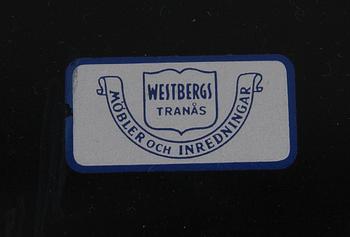 WESTBERGS
TRANÅS
MÖBLER OCH INREDNINGAR